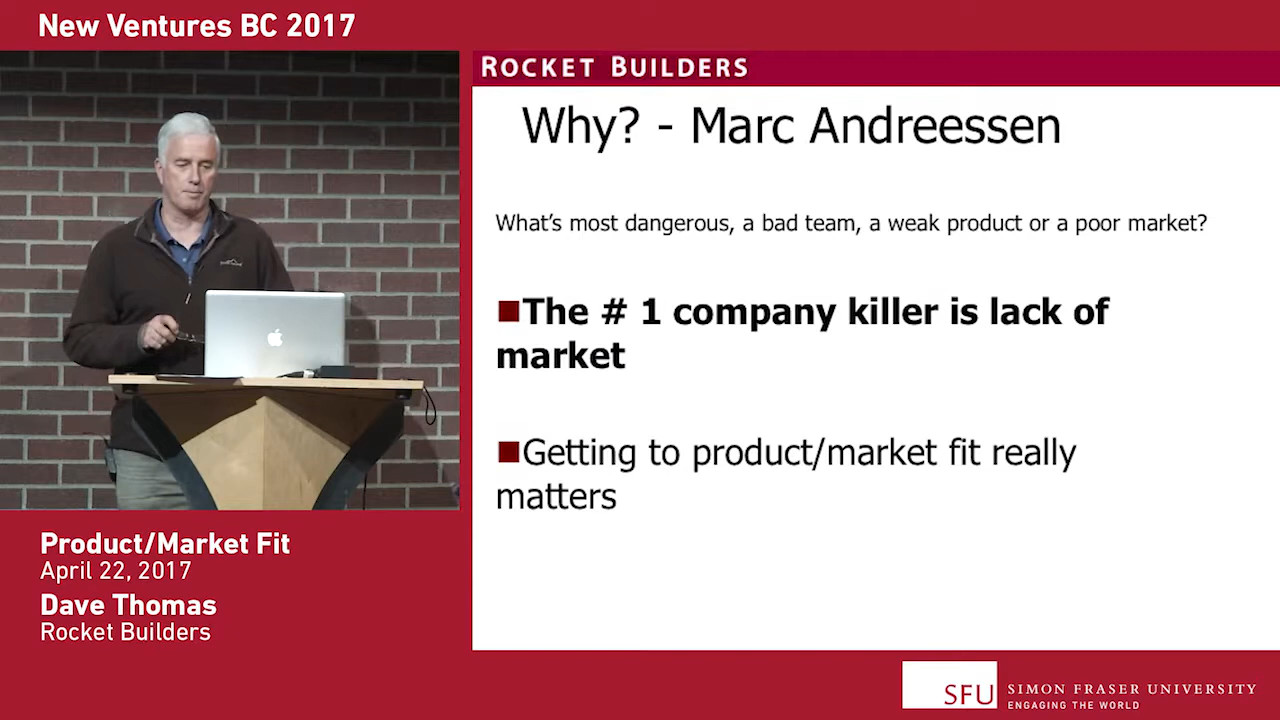 New Ventures BC 2017
ROCKET BUILDERS
Why? - Marc Andreessen
What's most dangerous, a bad team, a weak product or a poor market?
The # 1 company killer is lack of
market
Getting to product/market fit really
matters
Product/Market Fit
April 22, 2017
Dave Thomas
Rocket Builders
SFU
SIMON FRASER UNIVERSITY
ENGAGING THE WORLD